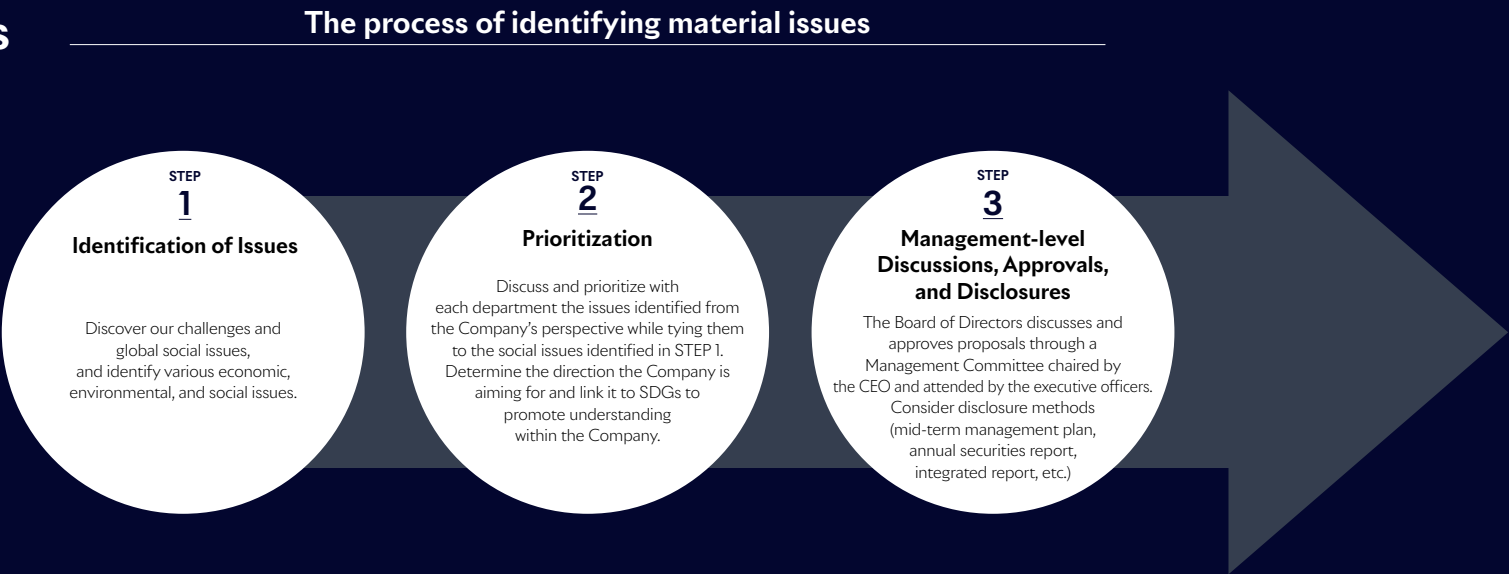 s
The process of identifying material issues
STEP
1
Identification of Issues
Discover our challenges and
global social issues,
and identify various economic,
environmental, and social issues.
STEP
2
Prioritization
Discuss and prioritize with
each department the issues identified from
the Company's perspective while tying them
to the social issues identified in STEP 1.
Determine the direction the Company is
aiming for and link it to SDGs to
promote understanding
within the Company.
STEP
3
Management-level
Discussions, Approvals,
and Disclosures
The Board of Directors discusses and
approves proposals through a
Management Committee chaired by
the CEO and attended by the executive officers.
Consider disclosure methods
(mid-term management plan,
annual securities report,
integrated report, etc.)